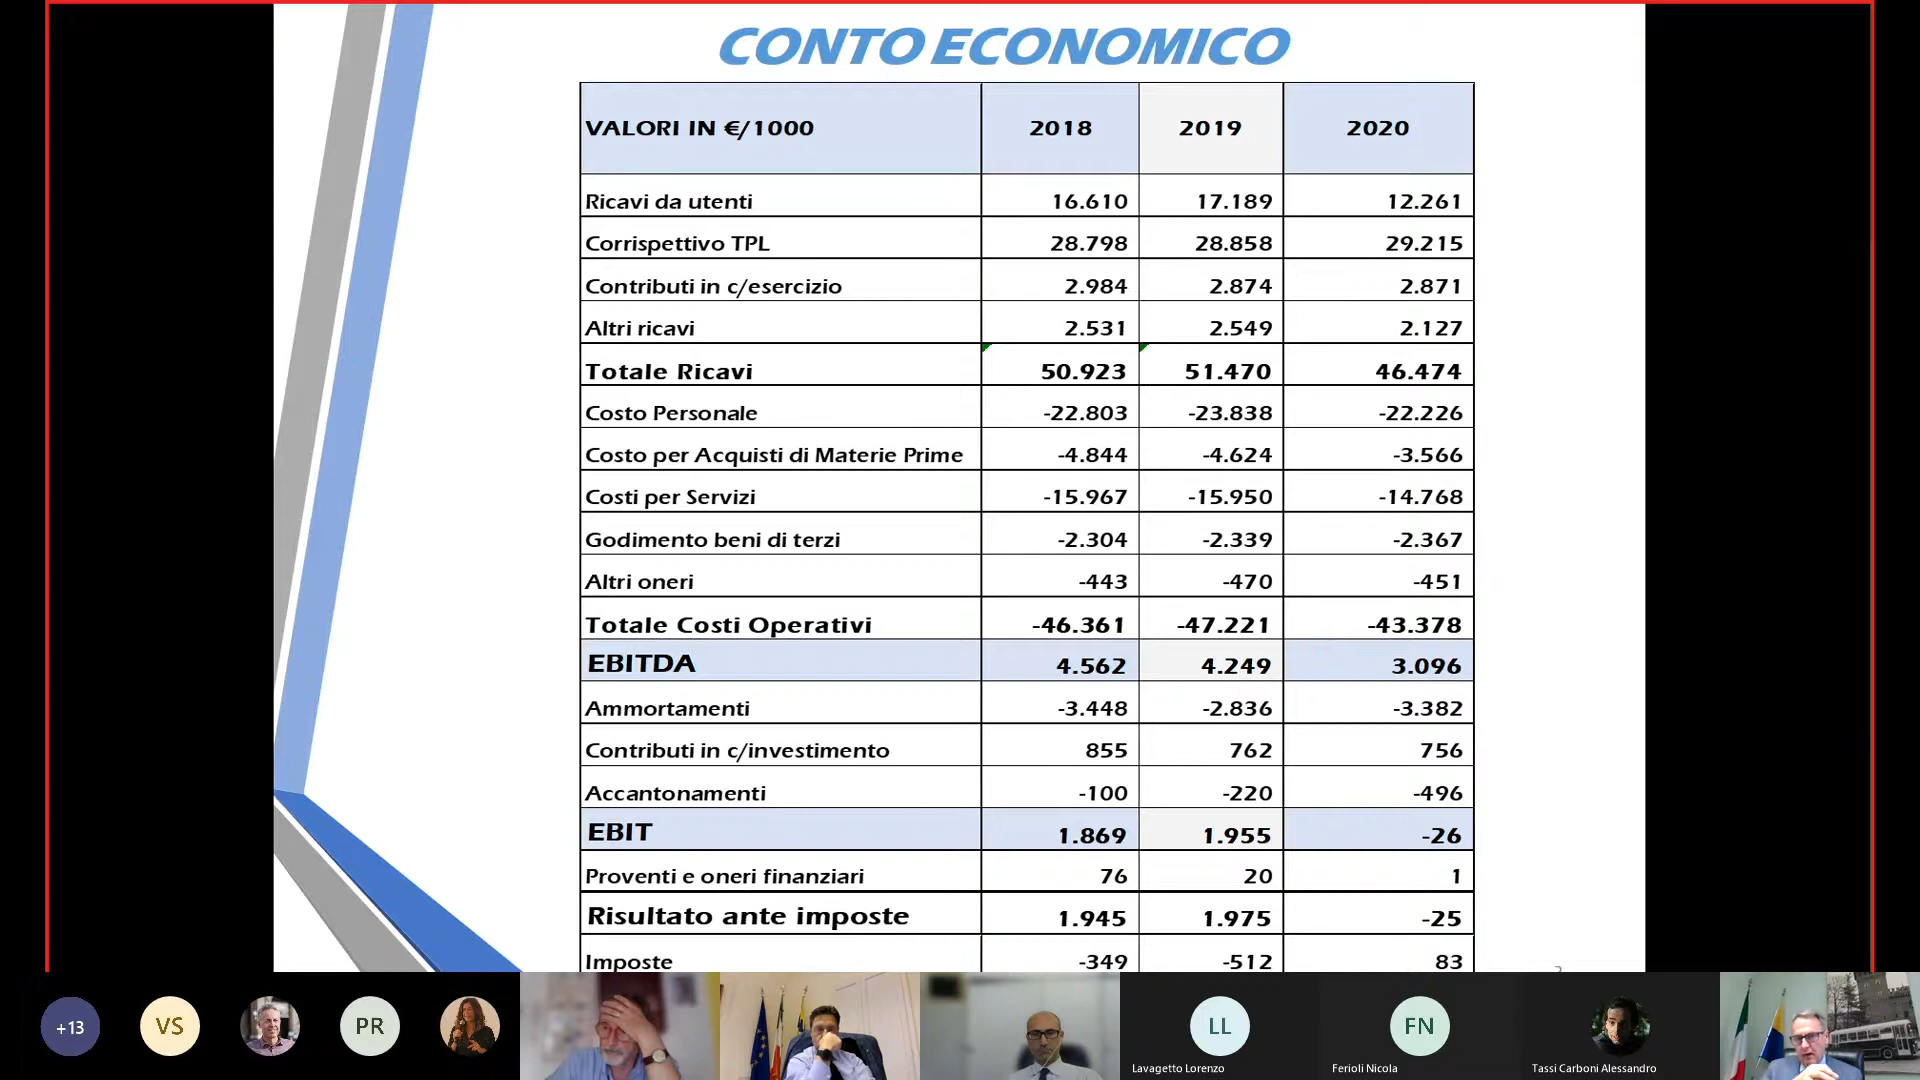 CONTO ECONOMICO
VALORI IN €/1000 2018 2019 2020
Ricavi da utenti 16.610 17.189 12.261
Corrispettivo TPL 28.798 28.858 29.215
Contributi in c/esercizio 2.984 2.874 2.871
Altri ricavi 2.531 2.549 2.127
Totale Ricavi 50.923 51.470 46.474
Costo Personale -22.803 -23.838 -22.226
Costo per Acquisti di Materie Prime -4.844 -4.624 -3.566
Costi per Servizi -15.967 -15.950 -14.768
Godimento beni di terzi -2.304 -2.339 -2.367
Altri oneri -443 -470 -451
Totale Costi Operativi -46.361 -47.221 -43.378
EBITDA 4.562 4.249 3.096
Ammortamenti -3.448 -2.836 -3.382
Contributi in c/investimento 855 762 756
Accantonamenti -100 -220 -496
EBIT 1.869 1.955 -26
Proventi e oneri finanziari 76 20 1
Risultato ante imposte 1.945 1.975 -25
Imposte -349 -512 83
+13 VS PR LL FN
Lavagetto Lorenzo Ferioli Nicola Tassi Carboni Alessandro